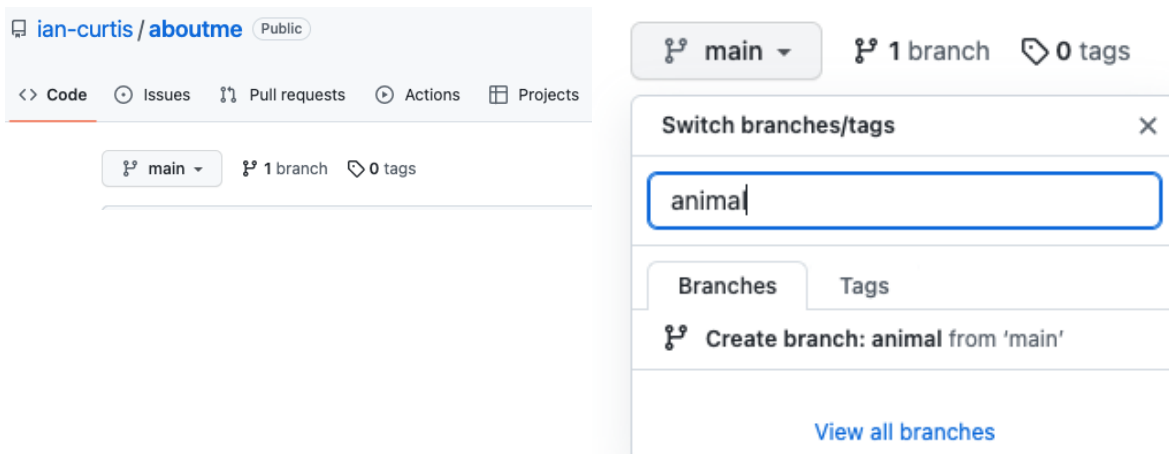 ian-curtis / aboutme Public
Code Issues Pull requests Actions Projects
main 1 branch 0 tags
main 1 branch 0 tags
Switch branches/tags
animal
Branches Tags
Create branch: animal from ‘main’
View all branches